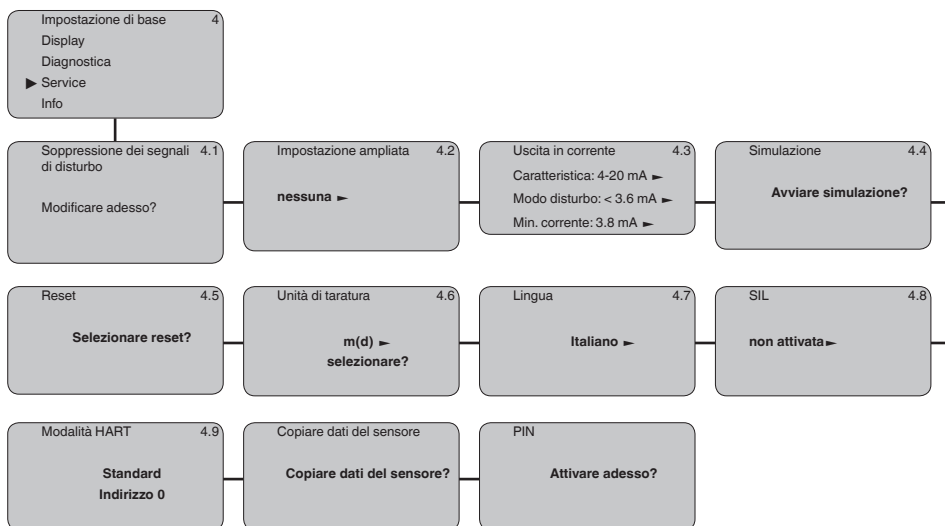 Impostazione di base 4
Display
Diagnostica
► Service
Info
Soppressione dei segnali 4.1
di disturbo
Modificare adesso?
Impostazione ampliata 4.2
nessuna ►
Uscita in corrente 4.3
Caratteristica: 4-20 mA ►
Modo disturbo: < 3.6 mA ►
Min. corrente: 3.8 mA ►
Simulazione 4.4
Avviare simulazione?
Reset 4.5
Selezionare reset?
Unità di taratura 4.6
m(d) ►
selezionare?
Lingua 4.7
Italiano ►
SIL 4.8
non attivata ►
Modalità HART 4.9
Standard
Indirizzo 0
Copiare dati del sensore
Copiare dati del sensore?
PIN
Attivare adesso?